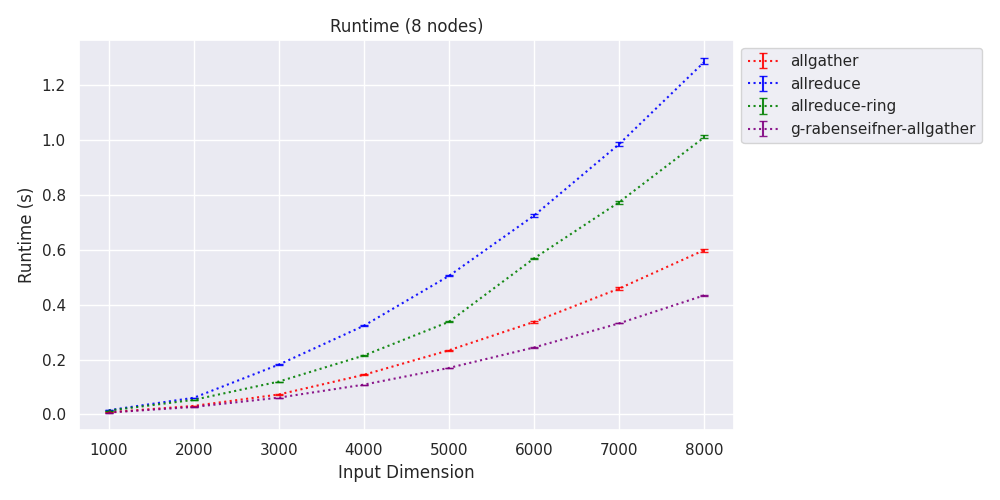 Runtime (8 nodes)
Runtime (s)
1.2
1.0
0.8
0.6
0.4
0.2
0.0
1000 2000 3000 4000 5000 6000 7000 8000
Input Dimension
allgather
allreduce
allreduce-ring
g-rabenseifner-allgather